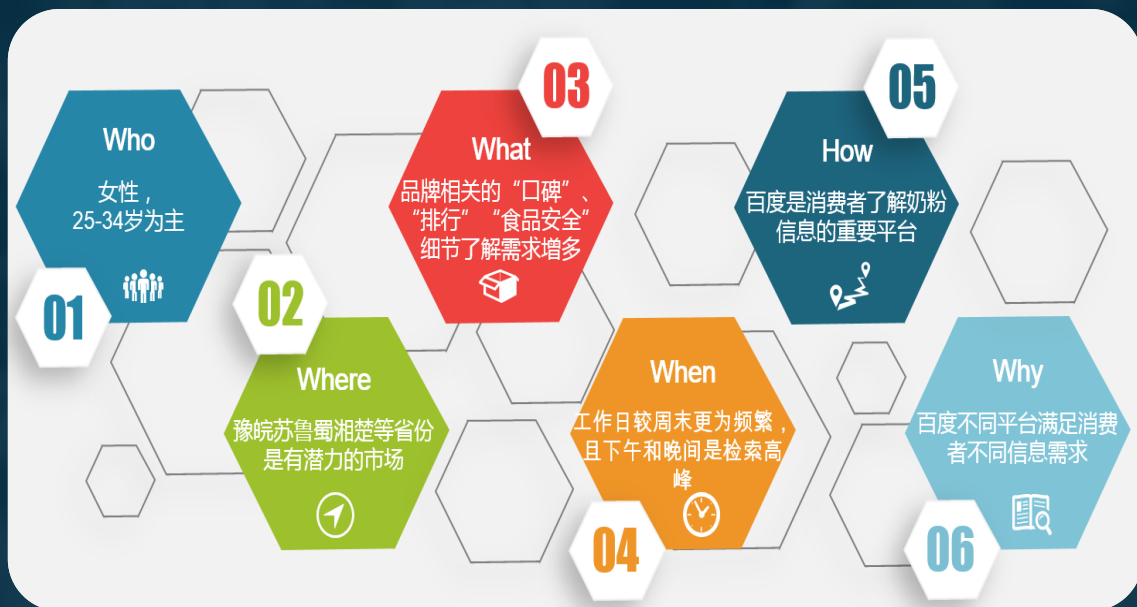 01
Who
女性，
25-34岁为主
02
Where
豫皖苏鲁蜀湘楚等省份
是有潜力的市场
03
What
品牌相关的“口碑”、
“排行”“食品安全”
细节了解需求增多
04
When
工作日较周末更为频繁，
且下午和晚间是检索高
峰
05
How
百度是消费者了解奶粉
信息的重要平台
06
Why
百度不同平台满足消费
者不同信息需求